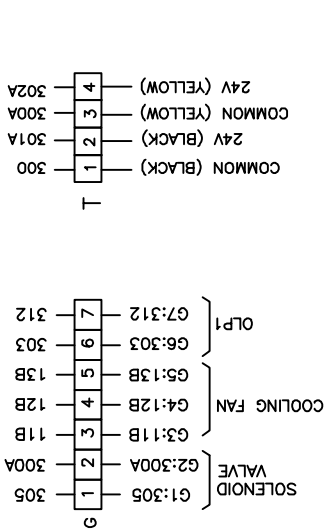 G
SOLENOID
VALVE
G1:305 1 305
G2:300A 2 300A
COOLING FAN
G3:11B 3 11B
G4:12B 4 12B
G5:13B 5 13B
OLP1
G6:303 6 303
G7:312 7 312
T
COMMON (BLACK) 1 300
24V (BLACK) 2 301A
COMMON (YELLOW) 3 300A
24V (YELLOW) 4 302A